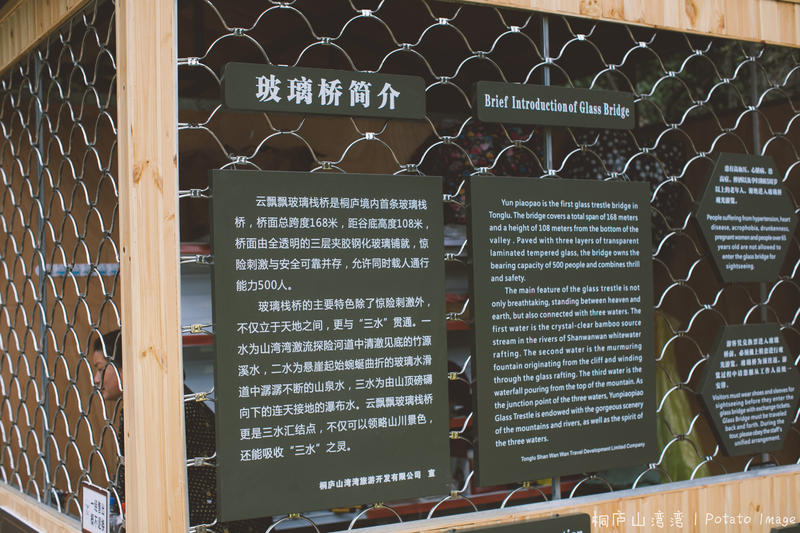 玻璃桥简介
云飘飘玻璃栈桥是桐庐境内首条玻璃栈
桥，桥面总跨度168米，距谷底高度108米，
桥面由全透明的三层夹胶钢化玻璃铺就，惊
险刺激与安全可靠并存，允许同时载人通行
能力500人。
玻璃栈桥的主要特色除了惊险刺激外，
不仅立于天地之间，更与“三水”贯通。一
水为山湾湾激流探险河道中清澈见底的竹源
溪水，二水为悬崖起始蜿蜒曲折的玻璃水滑
道中潺潺不断的山泉水，三水为由山顶磅礴
向下的连天接地的瀑布水。云飘飘玻璃栈桥
更是三水汇结点，不仅可以领略山川景色，
还能吸收“三水”之灵。
桐庐山湾湾旅游开发有限公司 宣
Brief Introduction of Glass Bridge
Yun piaopao is the first glass trestle bridge in
Tonglu. The bridge covers a total span of 168 meters
and a height of 108 meters from the bottom of the
valley . Paved with three layers of transparent
laminated tempered glass, the bridge owns the
bearing capacity of 500 people and combines thrill
and safety.
The main feature of the glass trestle is not
only breathtaking, standing between heaven and
earth, but also connected with three waters. The
first water is the crystal-clear bamboo source
stream in the rivers of Shanwanwan whitewater
rafting. The second water is the murmuring
fountain originating from the cliff and winding
through the glass rafting. The third water is the
waterfall pouring from the top of the mountain. As
the junction point of the three waters, Yunpiaopiao
Glass Trestle is endowed with the gorgeous scenery
of the mountains and rivers, as well as the spirit of
the three waters.
Tonglu Shan Wan Wan Travel Development Limited Company
People suffering from hypertension, heart
disease, acrophobia, drunkenness,
pregnant women and people over 65
years old are not allowed to
enter the glass bridge for
sightseeing.
Visitors must wear shoes and sleeves for
sightseeing before they enter the
glass bridge with exchange tickets.
Glass Bridge must be traveled
back and forth. During the
tour please obey the staff's
unified arrangement.
桐庐山湾湾 | Potato Image